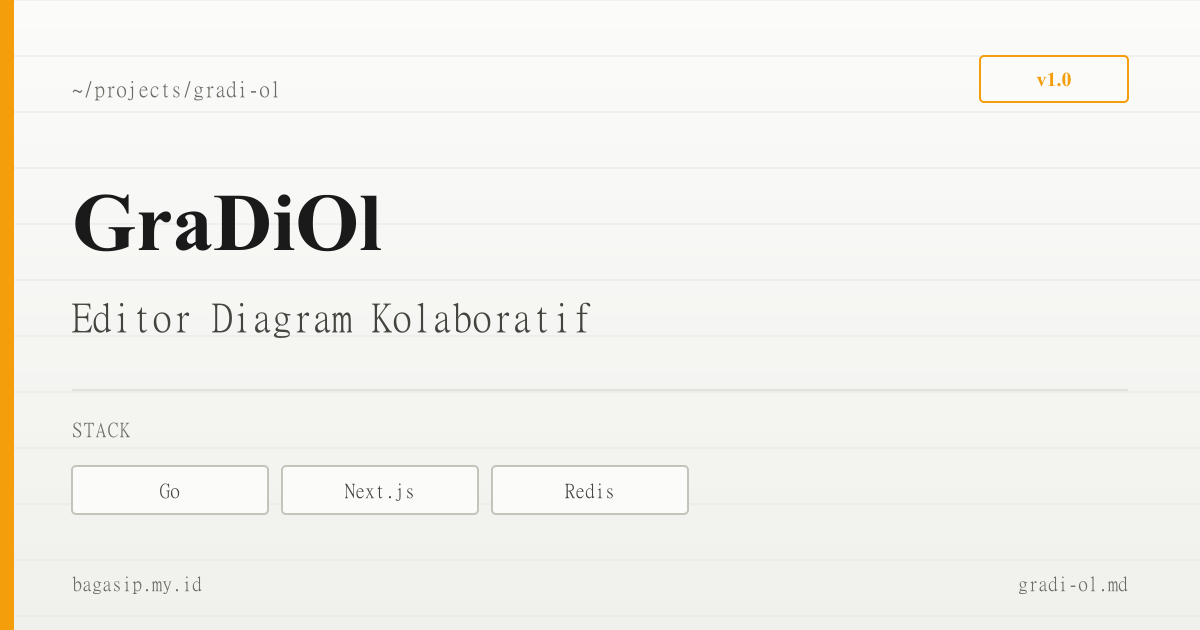 ~/projects/gradi-ol
v1.0
GraDiOl
Editor Diagram Kolaboratif
STACK
Go
Next.js
Redis
bagasip.my.id
gradi-ol.md